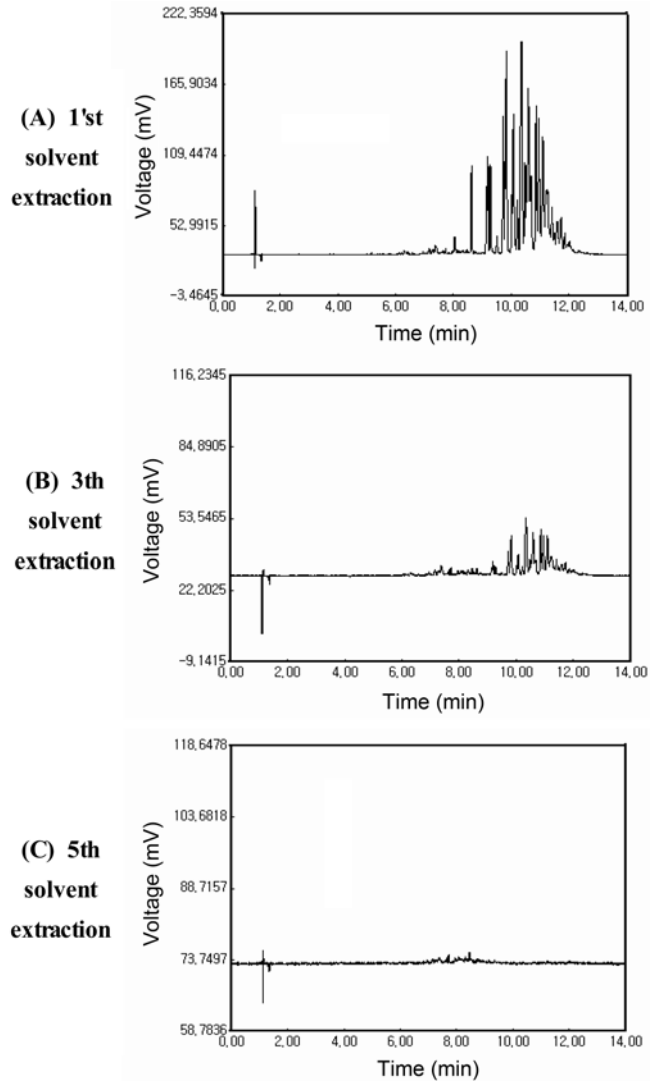 (A) 1'st
solvent
extraction
Voltage (mV)
222,3594
165,9034
109,4474
52,9915
-3,4645
0,00 2,00 4,00 6,00 8,00 10,00 12,00 14,00
Time (min)
(B) 3th
solvent
extraction
Voltage (mV)
116,2345
84,8905
53,5465
22,2025
-9,1415
0,00 2,00 4,00 6,00 8,00 10,00 12,00 14,00
Time (min)
(C) 5th
solvent
extraction
Voltage (mV)
118,6478
103,6818
88,7157
73,7497
58,7836
0,00 2,00 4,00 6,00 8,00 10,00 12,00 14,00
Time (min)